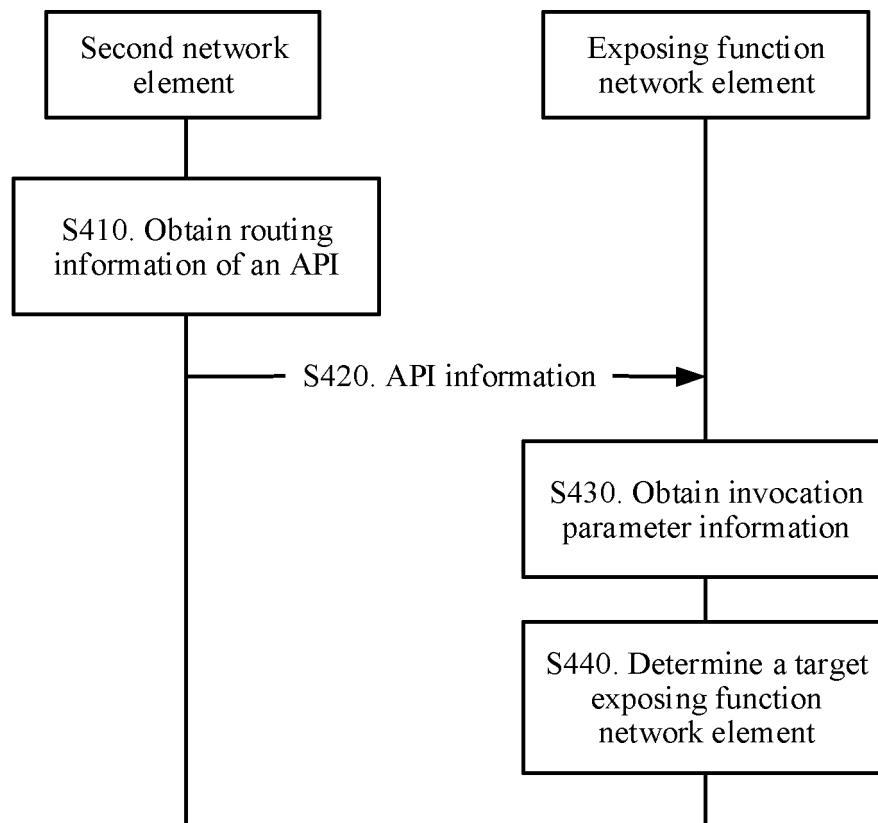 Second network
element
Exposing function
network element
S410. Obtain routing
information of an API
S420. API information
S430. Obtain invocation
parameter information
S440. Determine a target
exposing function
network element